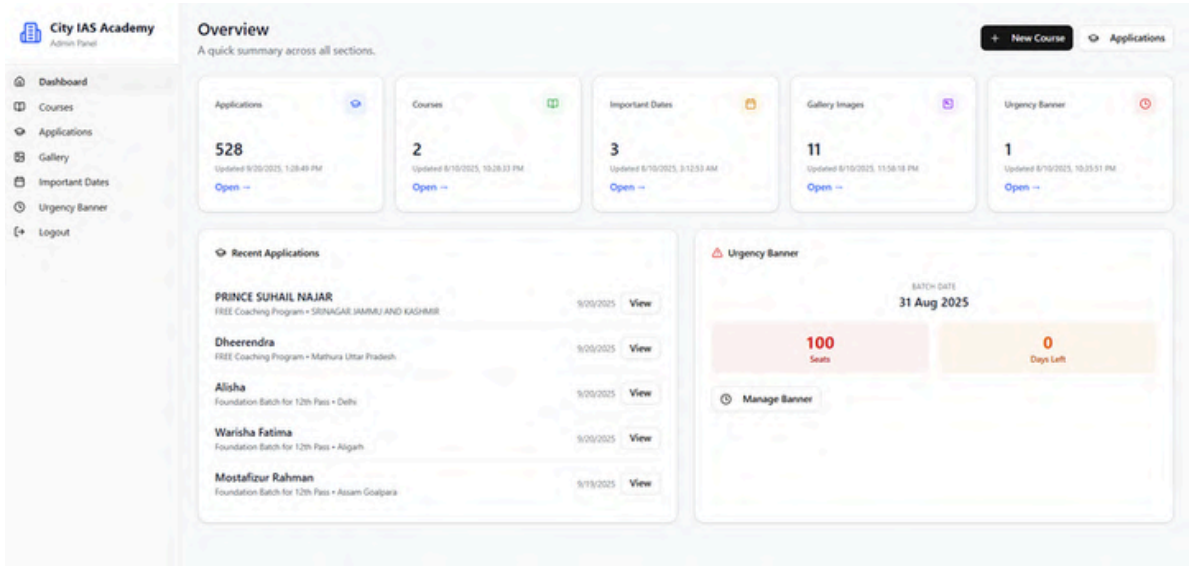 City IAS Academy
Admin Panel
Dashboard
Courses
Applications
Gallery
Important Dates
Urgency Banner
Logout
Overview
A quick summary across all sections.
+ New Course
Applications
Applications
528
Updated 9/20/2025, 1:28:49 PM
Open →
Courses
2
Updated 8/10/2025, 10:28:33 PM
Open →
Important Dates
3
Updated 8/10/2025, 3:12:53 AM
Open →
Gallery Images
11
Updated 8/10/2025, 11:58:18 PM
Open →
Urgency Banner
1
Updated 8/10/2025, 10:35:51 PM
Open →
Recent Applications
PRINCE SUHAIL NAJAR
FREE Coaching Program • SRINAGAR JAMMU AND KASHMIR
9/20/2025 View
Dheerendra
FREE Coaching Program • Mathura Uttar Pradesh
9/20/2025 View
Alisha
Foundation Batch for 12th Pass • Delhi
9/20/2025 View
Warisha Fatima
Foundation Batch for 12th Pass • Aligarh
9/20/2025 View
Mostafizur Rahman
Foundation Batch for 12th Pass • Assam Goalpara
9/19/2025 View
Urgency Banner
BATCH DATE
31 Aug 2025
100
Seats
0
Days Left
Manage Banner